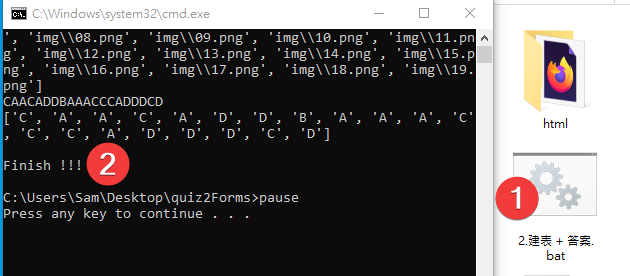 C:\Windows\system32\cmd.exe
', 'img\\08.png', 'img\\09.png', 'img\\10.png', 'img\\11.pn
g', 'img\\12.png', 'img\\13.png', 'img\\14.png', 'img\\15.p
ng', 'img\\16.png', 'img\\17.png', 'img\\18.png', 'img\\19.
png']
CAACADDBAAACCCADDDCD
['C', 'A', 'A', 'C', 'A', 'D', 'D', 'B', 'A', 'A', 'A', 'C'
, 'C', 'C', 'A', 'D', 'D', 'D', 'C', 'D']
Finish !!!
2
C:\Users\Sam\Desktop\quiz2Forms>pause
Press any key to continue . . .
html
1
2.建表 + 答案.
bat